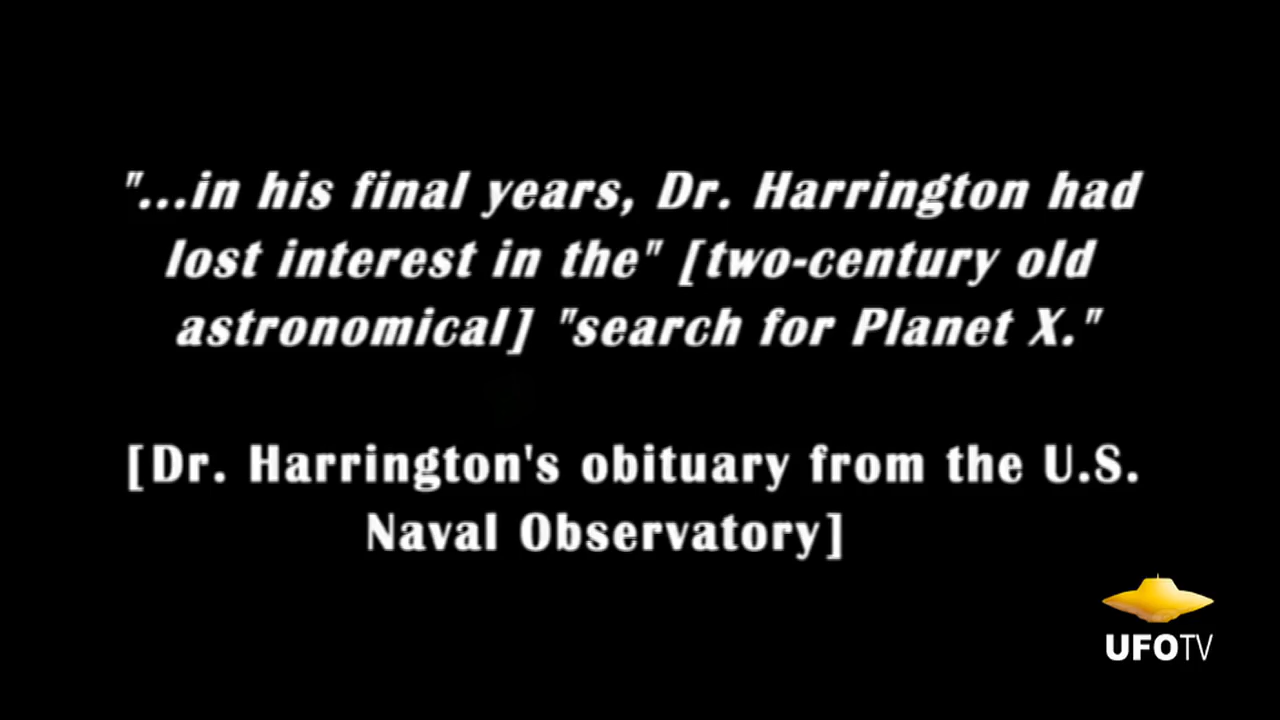 "...in his final years, Dr. Harrington had
lost interest in the" [two-century old
astronomical] "search for Planet X."
[Dr. Harrington's obituary from the U.S.
Naval Observatory]
UFOTV